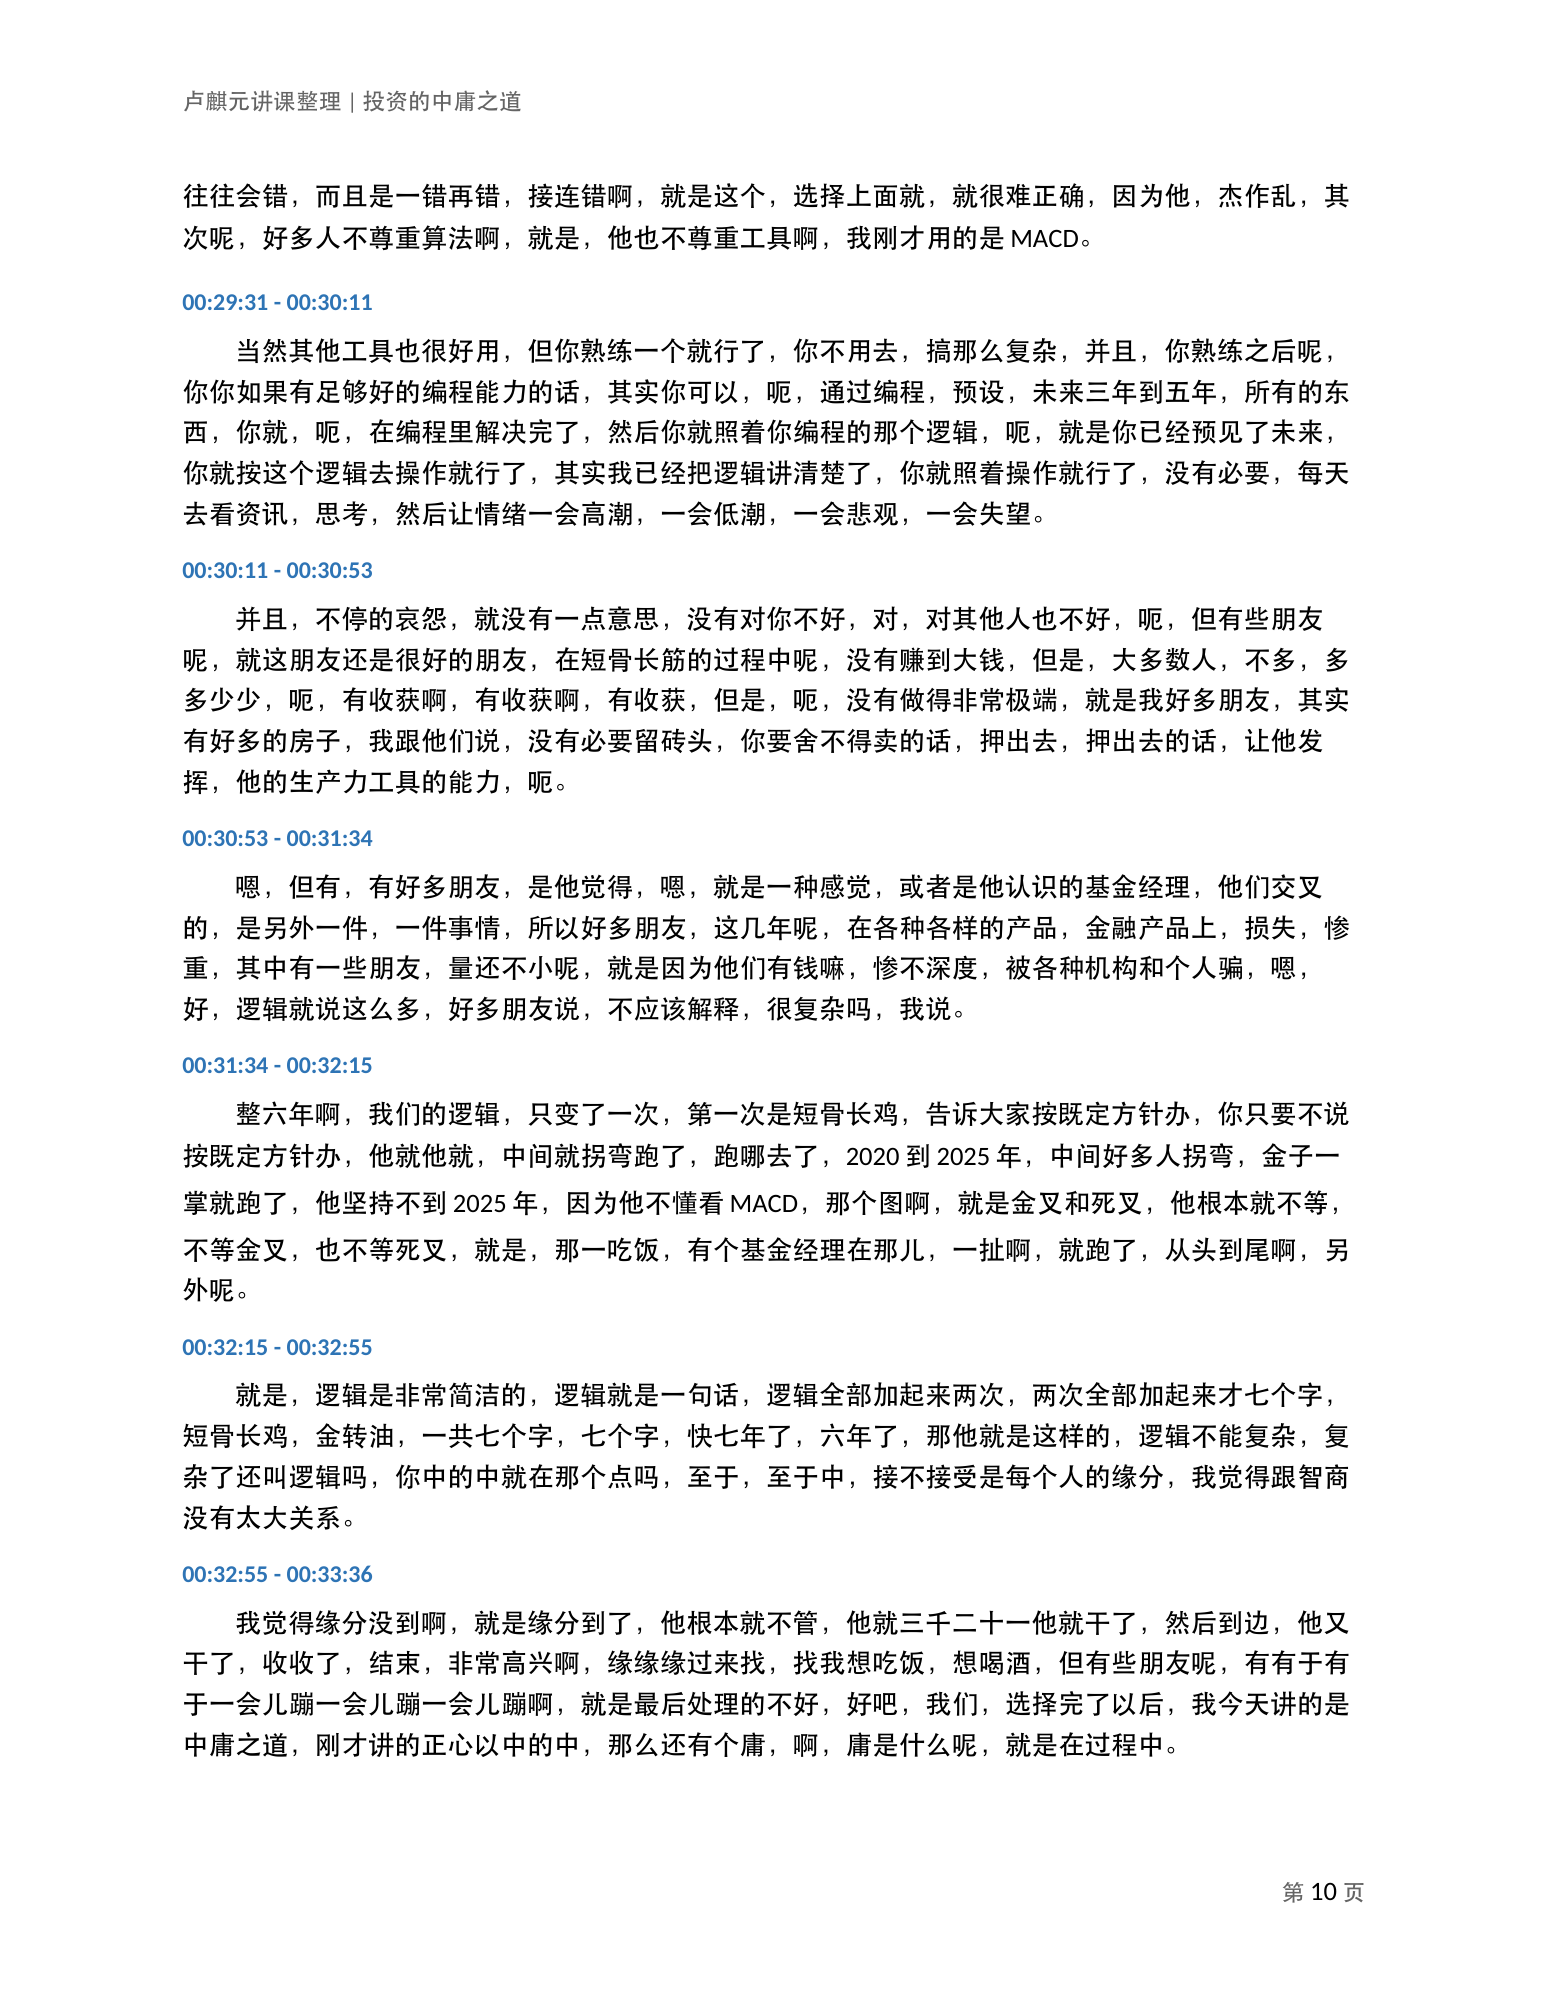 卢麒元讲课整理 | 投资的中庸之道
往往会错，而且是一错再错，接连错啊，就是这个，选择上面就，就很难正确，因为他，杰作乱，其
次呢，好多人不尊重算法啊，就是，他也不尊重工具啊，我刚才用的是 MACD。
00:29:31 - 00:30:11
当然其他工具也很好用，但你熟练一个就行了，你不用去，搞那么复杂，并且，你熟练之后呢，
你你如果有足够好的编程能力的话，其实你可以，呃，通过编程，预设，未来三年到五年，所有的东
西，你就，呃，在编程里解决完了，然后你就照着你编程的那个逻辑，呃，就是你已经预见了未来，
你就按这个逻辑去操作就行了，其实我已经把逻辑讲清楚了，你就照着操作就行了，没有必要，每天
去看资讯，思考，然后让情绪一会高潮，一会低潮，一会悲观，一会失望。
00:30:11 - 00:30:53
并且，不停的哀怨，就没有一点意思，没有对你不好，对，对其他人也不好，呃，但有些朋友
呢，就这朋友还是很好的朋友，在短骨长筋的过程中呢，没有赚到大钱，但是，大多数人，不多，多
多少少，呃，有收获啊，有收获啊，有收获，但是，呃，没有做得非常极端，就是我好多朋友，其实
有好多的房子，我跟他们说，没有必要留砖头，你要舍不得卖的话，押出去，押出去的话，让他发
挥，他的生产力工具的能力，呃。
00:30:53 - 00:31:34
嗯，但有，有好多朋友，是他觉得，嗯，就是一种感觉，或者是他认识的基金经理，他们交叉
的，是另外一件，一件事情，所以好多朋友，这几年呢，在各种各样的产品，金融产品上，损失，惨
重，其中有一些朋友，量还不小呢，就是因为他们有钱嘛，惨不深度，被各种机构和个人骗，嗯，
好，逻辑就说这么多，好多朋友说，不应该解释，很复杂吗，我说。
00:31:34 - 00:32:15
整六年啊，我们的逻辑，只变了一次，第一次是短骨长鸡，告诉大家按既定方针办，你只要不说
按既定方针办，他就他就，中间就拐弯跑了，跑哪去了，2020 到 2025 年，中间好多人拐弯，金子一
掌就跑了，他坚持不到 2025 年，因为他不懂看 MACD，那个图啊，就是金叉和死叉，他根本就不等，
不等金叉，也不等死叉，就是，那一吃饭，有个基金经理在那儿，一扯啊，就跑了，从头到尾啊，另
外呢。
00:32:15 - 00:32:55
就是，逻辑是非常简洁的，逻辑就是一句话，逻辑全部加起来两次，两次全部加起来才七个字，
短骨长鸡，金转油，一共七个字，七个字，快七年了，六年了，那他就是这样的，逻辑不能复杂，复
杂了还叫逻辑吗，你中的中就在那个点吗，至于，至于中，接不接受是每个人的缘分，我觉得跟智商
没有太大关系。
00:32:55 - 00:33:36
我觉得缘分没到啊，就是缘分到了，他根本就不管，他就三千二十一他就干了，然后到边，他又
干了，收收了，结束，非常高兴啊，缘缘缘过来找，找我想吃饭，想喝酒，但有些朋友呢，有有于有
于一会儿蹦一会儿蹦一会儿蹦啊，就是最后处理的不好，好吧，我们，选择完了以后，我今天讲的是
中庸之道，刚才讲的正心以中的中，那么还有个庸，啊，庸是什么呢，就是在过程中。
第 10 页